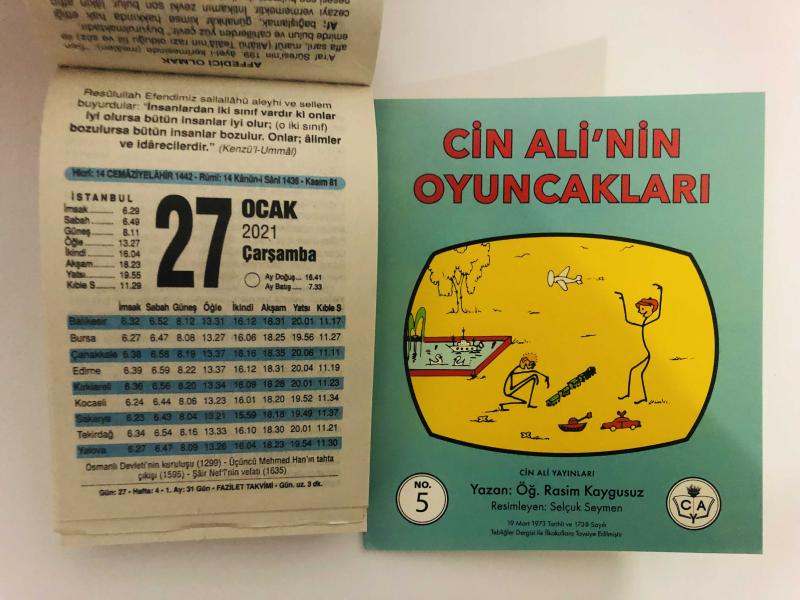 AFFEDİCİ OLMAK
Resûlullah Efendimiz sallallâhü aleyhi ve sellem
buyurdular: "İnsanlardan iki sınıf vardır ki onlar
iyi olursa bütün insanlar iyi olur; (o iki sınıf)
bozulursa bütün insanlar bozulur. Onlar; âlimler
ve idârecilerdir." (Kenzü'l-Ummâl)
Hicrî: 14 CEMÂZİYELÂHİR 1442 - Rûmî: 14 Kânûn-i Sânî 1436 - Kasım 81
İSTANBUL
İmsak 6.29
Sabah 6.49
Güneş 8.11
Öğle 13.27
İkindi 16.04
Akşam 18.23
Yatsı 19.55
Kıble S 11.29
27
OCAK
2021
Çarşamba
Ay Doğuş... 16.41
Ay Batış .... 7.33
İmsak Sabah Güneş Öğle İkindi Akşam Yatsı Kıble S
Balıkesir 6.32 6.52 8.12 13.31 16.12 18.31 20.01 11.17
Bursa 6.27 6.47 8.08 13.27 16.08 18.25 19.56 11.27
Çanakkale 6.38 6.58 8.19 13.37 16.16 18.35 20.06 11.11
Edirne 6.39 6.59 8.22 13.37 16.12 18.31 20.04 11.19
Kırklareli 6.36 6.56 8.20 13.34 16.09 18.28 20.01 11.23
Kocaeli 6.24 6.44 8.06 13.23 16.01 18.20 19.52 11.34
Sakarya 6.23 6.43 8.04 13.21 15.59 18.18 19.49 11.37
Tekirdağ 6.34 6.54 8.16 13.33 16.10 18.30 20.01 11.21
Yalova 6.27 6.47 8.09 13.26 16.04 18.23 19.54 11.30
Osmanlı Devleti'nin kuruluşu (1299) - Üçüncü Mehmed Han'ın tahta
çıkışı (1595) - Şâir Nef'î'nin vefatı (1635)
Gün: 27 - Hafta: 4 - 1. Ay: 31 Gün - FAZİLET TAKVİMİ - Gün. uz. 3 dk.
CİN ALİ'NİN
OYUNCAKLARI
CİN ALİ YAYINLARI
NO.
5
Yazan: Öğ. Rasim Kaygusuz
Resimleyen: Selçuk Seymen
19 Mart 1973 Tarihli ve 1738 Sayılı
Tebliğler Dergisi ile İlkokullara Tavsiye Edilmiştir
C A
Y